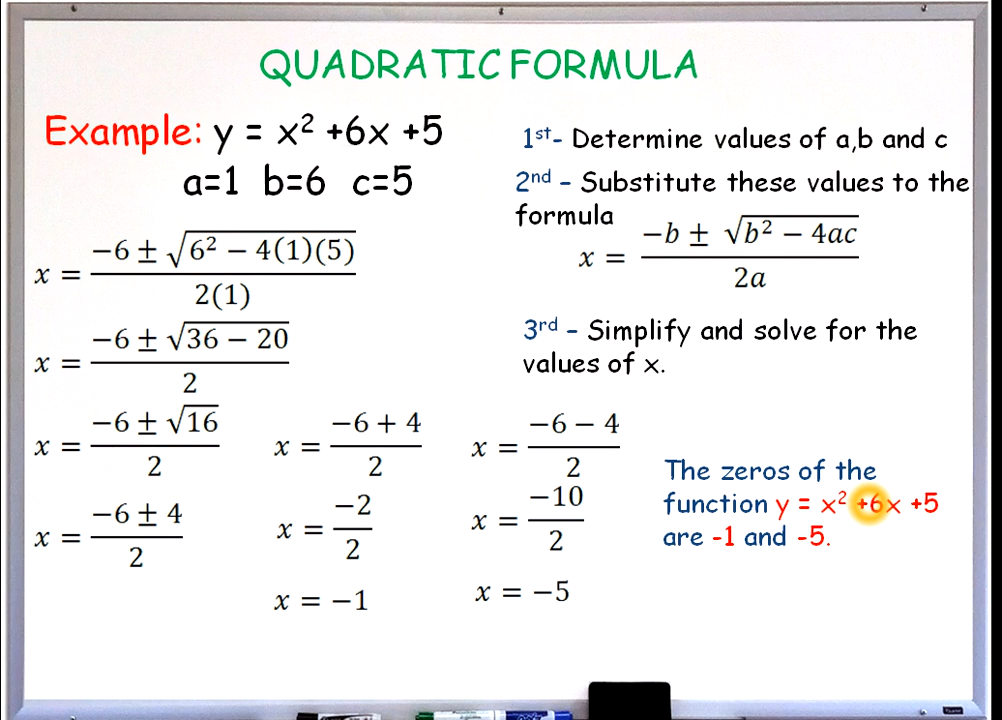 QUADRATIC FORMULA
Example: y = x² +6x +5
a=1 b=6 c=5
x = (−6 ± √(6² − 4(1)(5))) / 2(1)
x = (−6 ± √(36 − 20)) / 2
x = (−6 ± √16) / 2
x = (−6 ± 4) / 2
x = (−6 + 4) / 2
x = −2 / 2
x = −1
x = (−6 − 4) / 2
x = −10 / 2
x = −5
1st- Determine values of a,b and c
2nd - Substitute these values to the
formula
x = (−b ± √(b² − 4ac)) / 2a
3rd - Simplify and solve for the
values of x.
The zeros of the
function y = x² +6x +5
are -1 and -5.